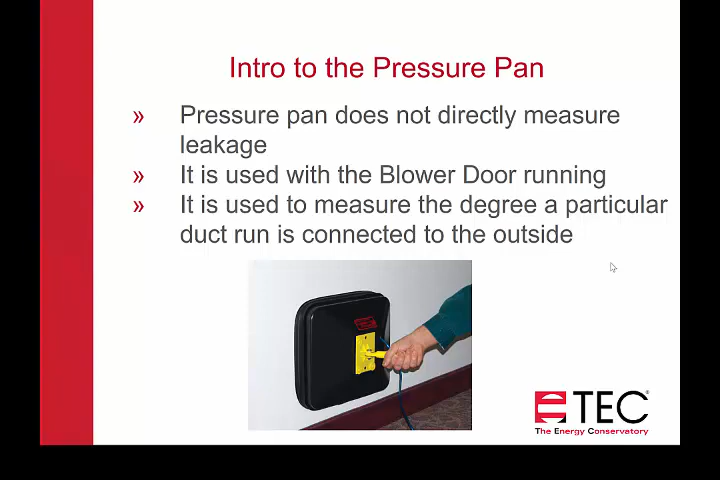 Intro to the Pressure Pan
» Pressure pan does not directly measure
leakage
» It is used with the Blower Door running
» It is used to measure the degree a particular
duct run is connected to the outside
TEC®
The Energy Conservatory